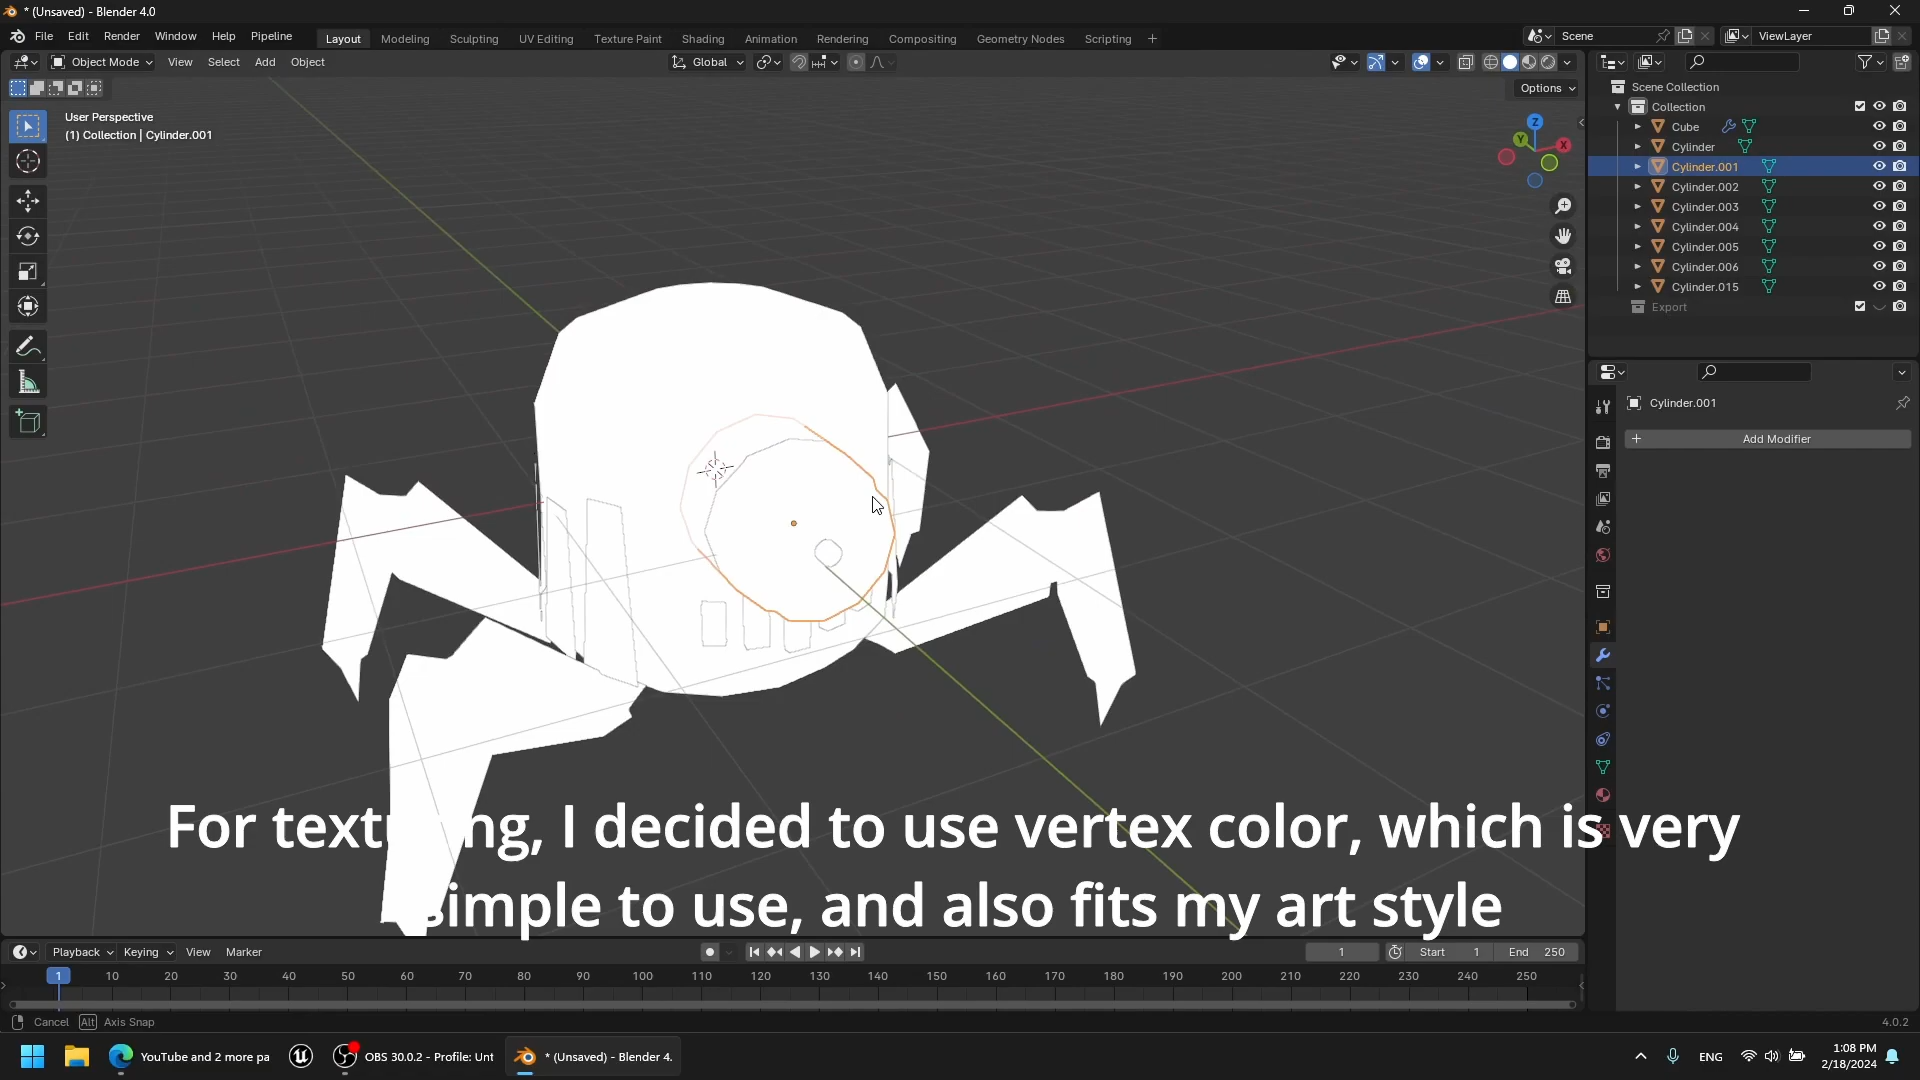 * (Unsaved) - Blender 4.0
File Edit Render Window Help Pipeline
Layout Modeling Sculpting UV Editing Texture Paint Shading Animation Rendering Compositing Geometry Nodes Scripting
Scene
ViewLayer
Object Mode View Select Add Object
Global
Options
User Perspective
(1) Collection | Cylinder.001
Z
Y
X
Scene Collection
Collection
Cube
Cylinder
Cylinder.001
Cylinder.002
Cylinder.003
Cylinder.004
Cylinder.005
Cylinder.006
Cylinder.015
Export
Cylinder.001
Add Modifier
For texturing, I decided to use vertex color, which is very
simple to use, and also fits my art style
Playback Keying View Marker
1 Start 1 End 250
1 10 20 30 40 50 60 70 80 90 100 110 120 130 140 150 160 170 180 190 200 210 220 230 240 250
Cancel Alt Axis Snap
4.0.2
YouTube and 2 more pa
OBS 30.0.2 - Profile: Unt
* (Unsaved) - Blender 4.
ENG
1:08 PM
2/18/2024